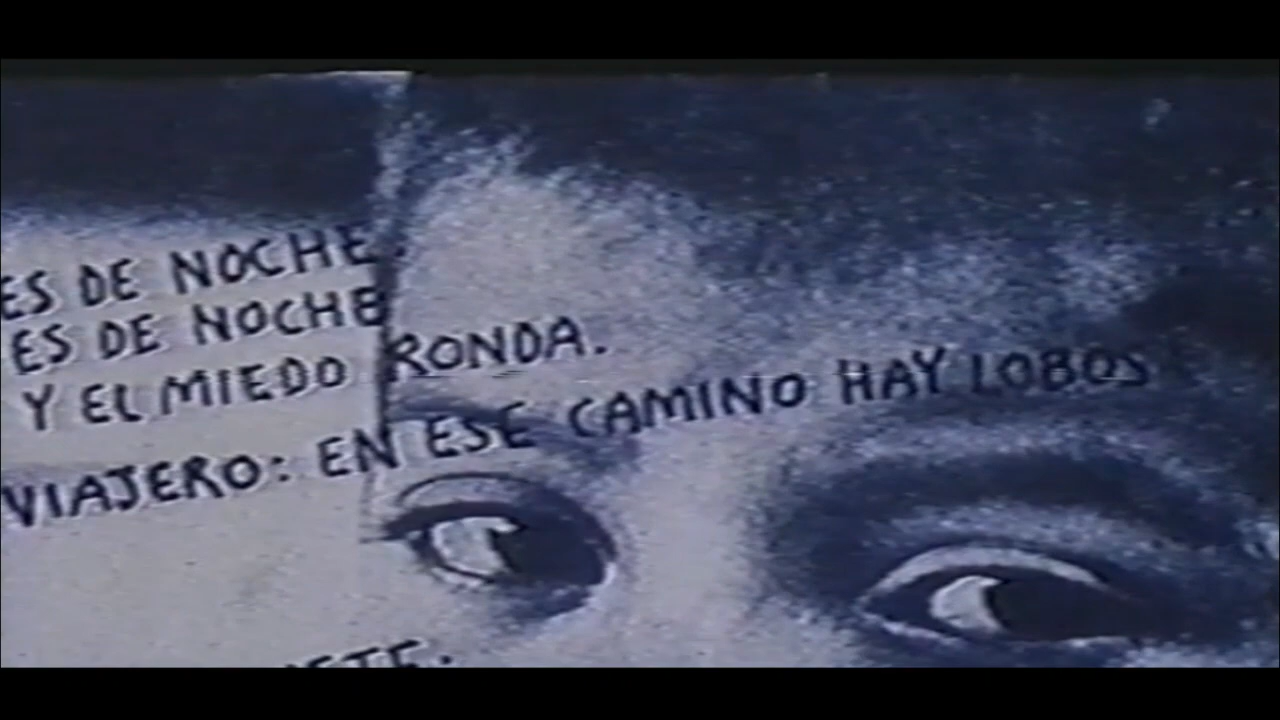 ES DE NOCHE
ES DE NOCHE
Y EL MIEDO RONDA.
VIAJERO: EN ESE CAMINO HAY LOBOS